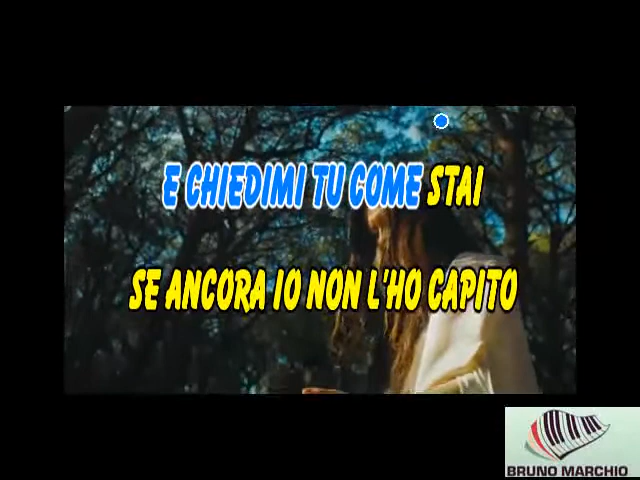 E CHIEDIMI TU COME STAI
SE ANCORA IO NON L'HO CAPITO
BRUNO MARCHIO